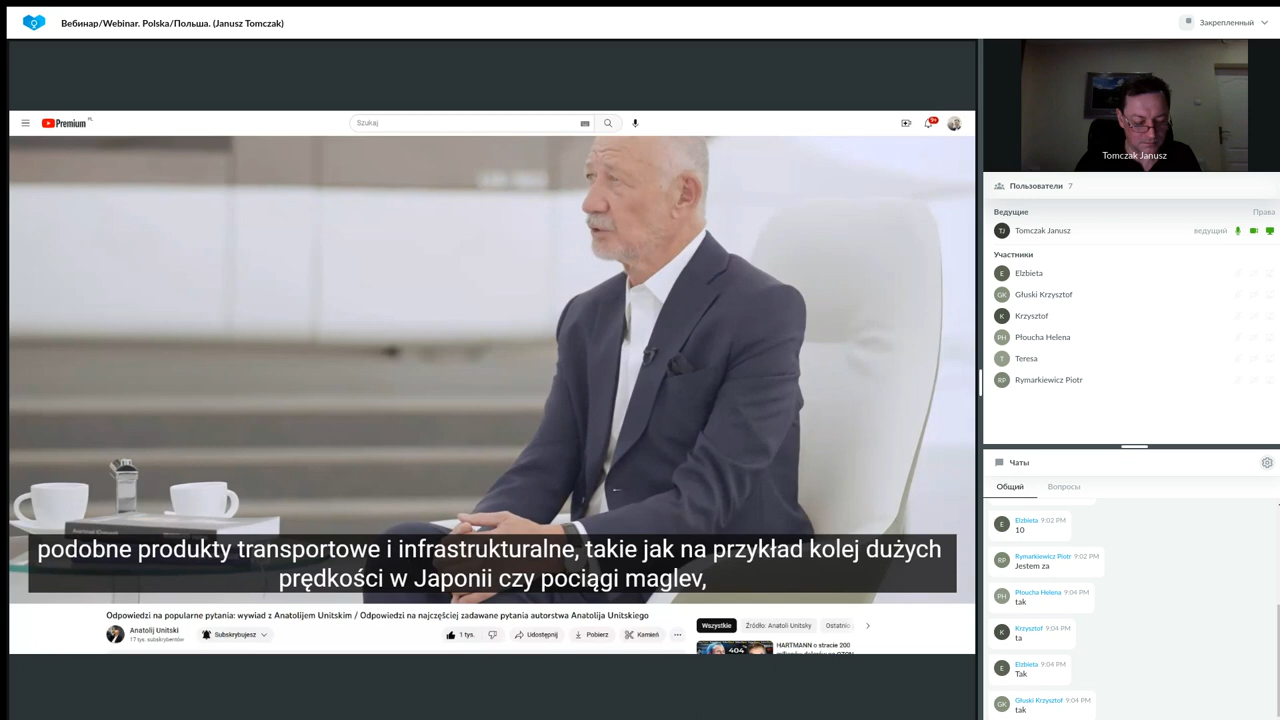 Вебинар/Webinar. Polska/Польша. (Janusz Tomczak)
Закрепленный
Premium PL
Szukaj
9+
Tomczak Janusz
Пользователи 7
Ведущие
Права
TJ Tomczak Janusz ведущий
Участники
E Elzbieta
GK Głuski Krzysztof
K Krzysztof
PH Płoucha Helena
T Teresa
RP Rymarkiewicz Piotr
podobne produkty transportowe i infrastrukturalne, takie jak na przykład kolej dużych
prędkości w Japonii czy pociągi maglev,
Odpowiedzi na popularne pytania: wywiad z Anatolijem Unitskim / Odpowiedzi na najczęściej zadawane pytania autorstwa Anatolija Unitskiego
Anatolij Unitski
17 tys. subskrybentów
Subskrybujesz
1 tys.
Udostępnij
Pobierz
Kamień
Wszystkie
Źródło: Anatoli Unitsky
Ostatnio
404
HARTMANN o stracie 200
Чаты
Общий
Вопросы
E Elzbieta 9:02 PM
10
RP Rymarkiewicz Piotr 9:02 PM
Jestem za
PH Płoucha Helena 9:04 PM
tak
K Krzysztof 9:04 PM
ta
E Elzbieta 9:04 PM
Tak
GK Głuski Krzysztof 9:04 PM
tak